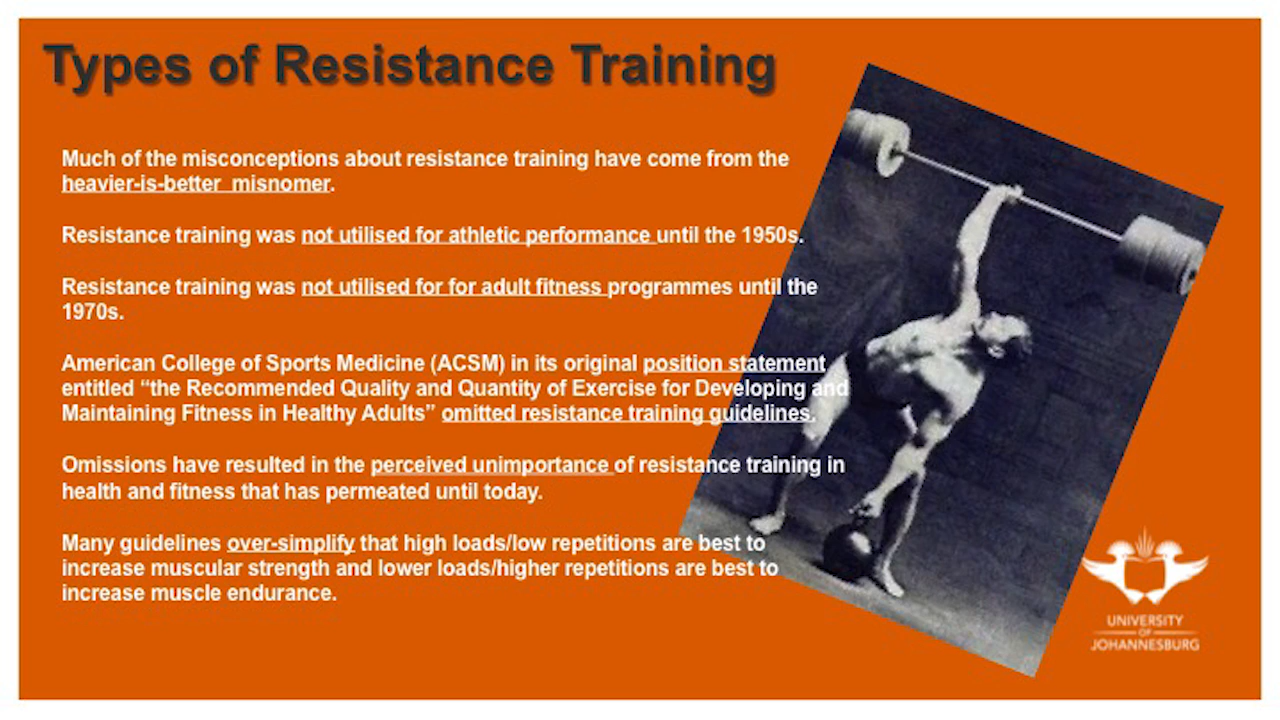 Types of Resistance Training
Much of the misconceptions about resistance training have come from the
heavier-is-better misnomer.
Resistance training was not utilised for athletic performance until the 1950s.
Resistance training was not utilised for for adult fitness programmes until the
1970s.
American College of Sports Medicine (ACSM) in its original position statement
entitled “the Recommended Quality and Quantity of Exercise for Developing and
Maintaining Fitness in Healthy Adults” omitted resistance training guidelines.
Omissions have resulted in the perceived unimportance of resistance training in
health and fitness that has permeated until today.
Many guidelines over-simplify that high loads/low repetitions are best to
increase muscular strength and lower loads/higher repetitions are best to
increase muscle endurance.
UNIVERSITY
OF
JOHANNESBURG